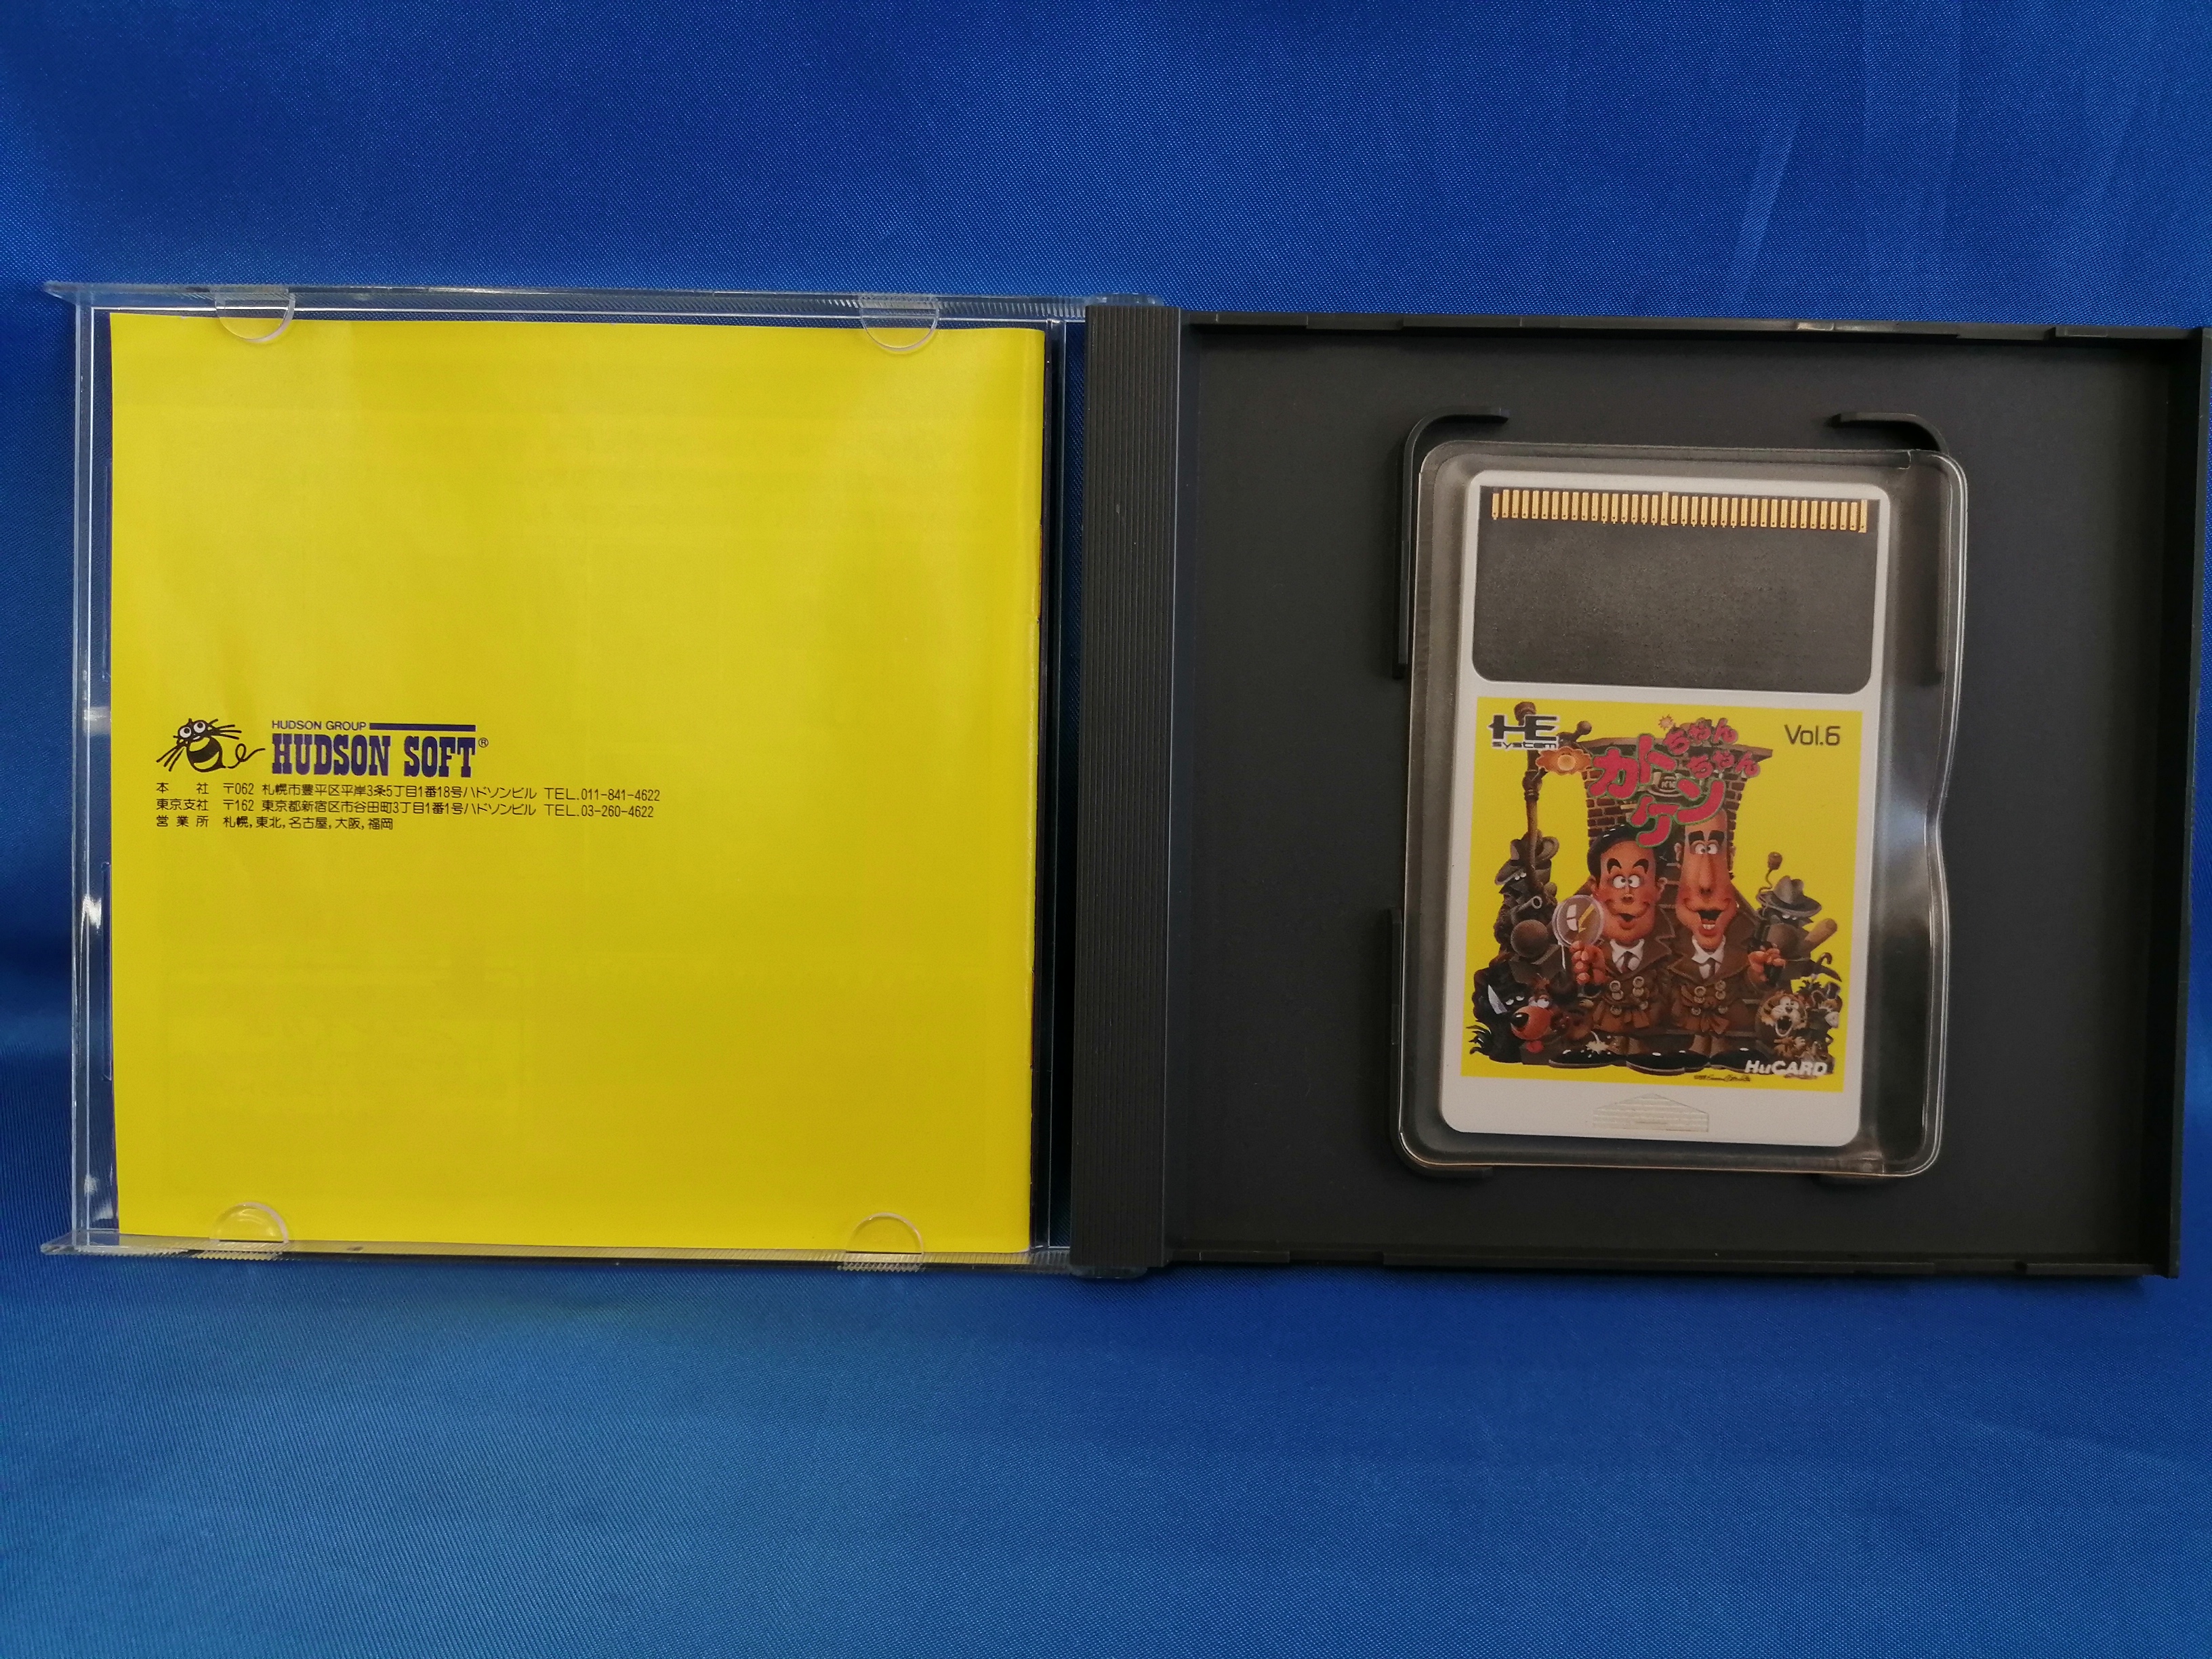 HUDSON GROUP
HUDSON SOFT®
本 社 〒062 札幌市豊平区平岸3条5丁目1番18号ハドソンビル TEL.011-841-4622
東京支社 〒162 東京都新宿区市谷田町3丁目1番1号ハドソンビル TEL.03-260-4622
営業所 札幌,東北,名古屋,大阪,福岡
HE
system
Vol.6
カトちゃん
ケンちゃん
HuCARD